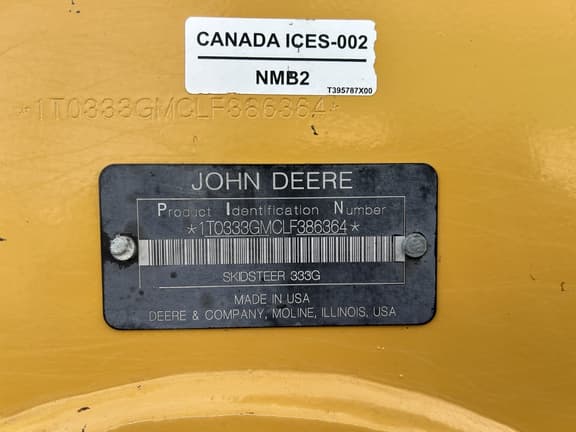 CANADA ICES-002
NMB2
T395787X00
*1T0333GMCLF386364*
JOHN DEERE
Product Identification Number
*1T0333GMCLF386364*
SKIDSTEER 333G
MADE IN USA
DEERE & COMPANY, MOLINE, ILLINOIS, USA